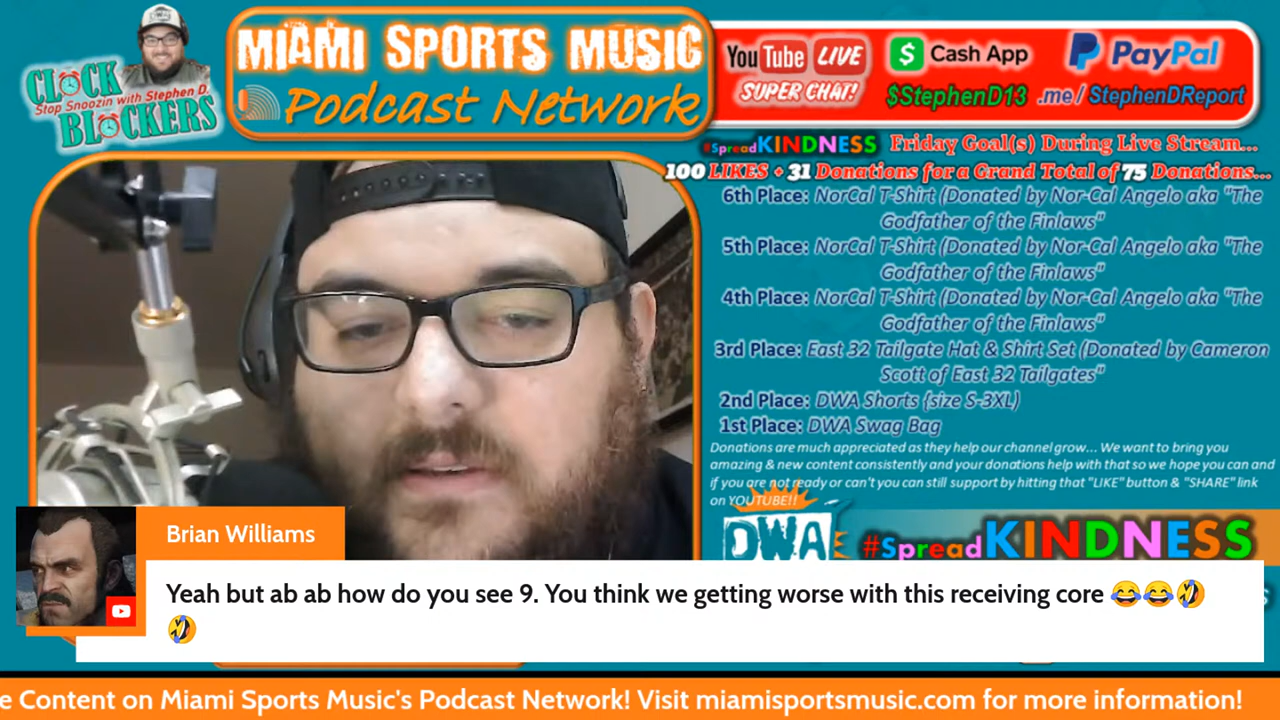 CLOCK
Stop Snoozin with Stephen D.
BLOCKERS
MIAMI SPORTS MUSIC
Podcast Network
YouTube LIVE
SUPER CHAT!
$ Cash App
$StephenD13
PayPal
.me/StephenDReport
#SpreadKINDNESS Friday Goal(s) During Live Stream...
100 LIKES + 31 Donations for a Grand Total of 75 Donations...
6th Place: NorCal T-Shirt (Donated by Nor-Cal Angelo aka "The
Godfather of the Finlaws"
5th Place: NorCal T-Shirt (Donated by Nor-Cal Angelo aka "The
Godfather of the Finlaws"
4th Place: NorCal T-Shirt (Donated by Nor-Cal Angelo aka "The
Godfather of the Finlaws"
3rd Place: East 32 Tailgate Hat & Shirt Set (Donated by Cameron
Scott of East 32 Tailgates"
2nd Place: DWA Shorts {size S-3XL)
1st Place: DWA Swag Bag
Donations are much appreciated as they help our channel grow... We want to bring you
amazing & new content consistently and your donations help with that so we hope you can and
if you are not ready or can't you can still support by hitting that "LIKE" button & "SHARE" link
on YOUTUBE!!
DWA
#SpreadKINDNESS
Brian Williams
Yeah but ab ab how do you see 9. You think we getting worse with this receiving core 😂😂🤣
🤣
e Content on Miami Sports Music's Podcast Network! Visit miamisportsmusic.com for more information!